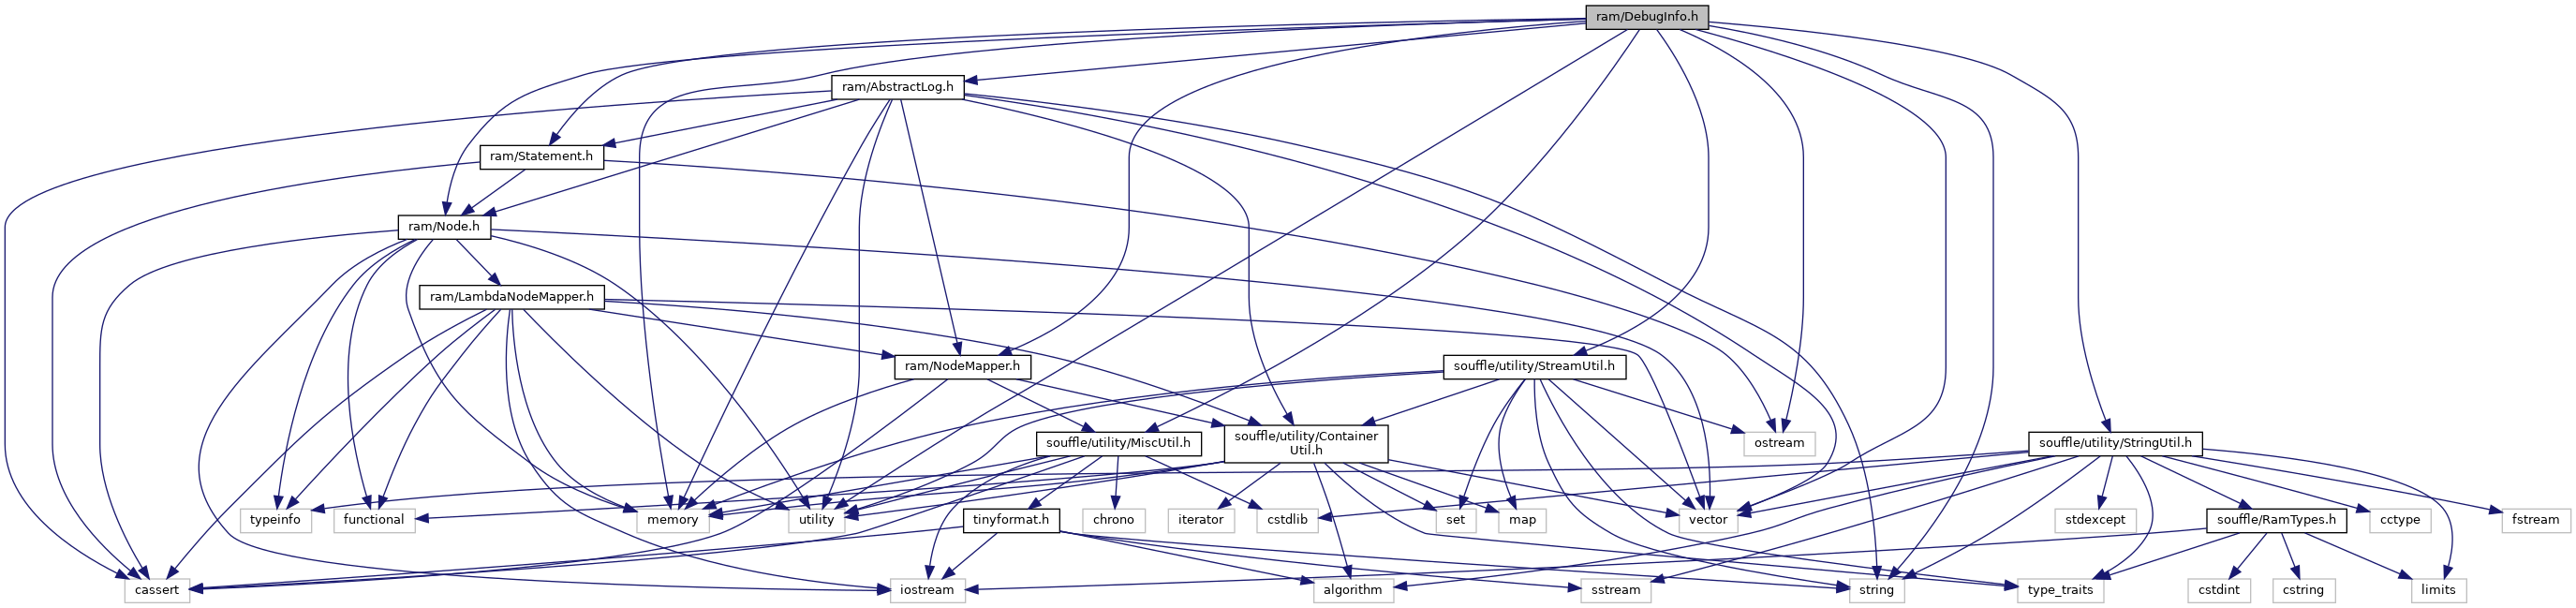 ram/DebugInfo.h
ram/AbstractLog.h
ram/Statement.h
ram/Node.h
ram/LambdaNodeMapper.h
ram/NodeMapper.h
souffle/utility/StreamUtil.h
souffle/utility/MiscUtil.h
souffle/utility/Container
Util.h
ostream
souffle/utility/StringUtil.h
typeinfo
functional
memory
utility
tinyformat.h
chrono
iterator
cstdlib
set
map
vector
stdexcept
souffle/RamTypes.h
cctype
fstream
cassert
iostream
algorithm
sstream
string
type_traits
cstdint
cstring
limits